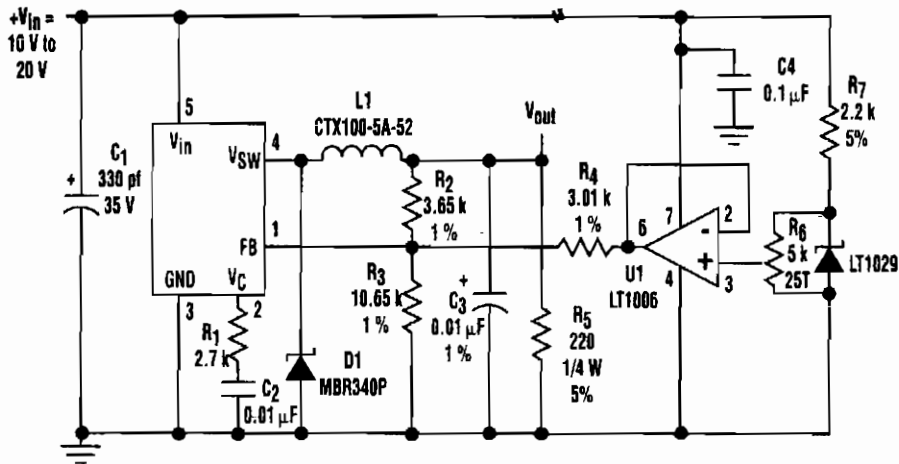 +Vin =
10 V to
20 V
C1
330 pf
35 V
+
5
Vin
4
VSW
1
FB
GND
VC
3
2
R1
2.7 k
C2
0.01 µF
L1
CTX100-5A-52
D1
MBR340P
R2
3.65 k
1 %
R3
10.65 k
1 %
+
C3
0.01 µF
1 %
Vout
R5
220
1/4 W
5%
R4
3.01 k
1 %
6
7
2
-
+
3
4
U1
LT1006
C4
0.1 µF
R7
2.2 k
5%
R6
5 k
25T
LT1029